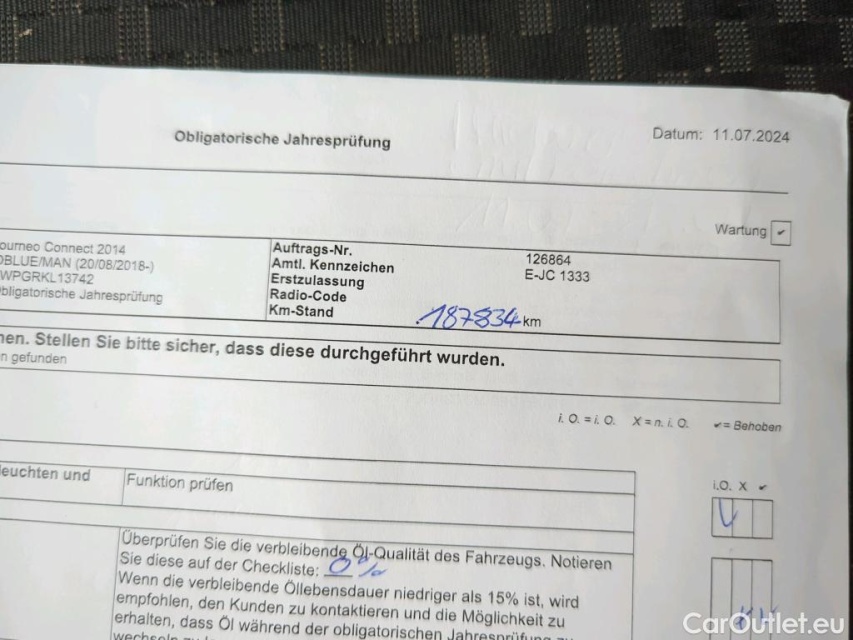 Obligatorische Jahresprüfung
Datum: 11.07.2024
Wartung ✔
ourneo Connect 2014
OBLUE/MAN (20/08/2018-)
WPGRKL13742
bligatorische Jahresprüfung
Auftrags-Nr. 126864
Amtl. Kennzeichen E-JC 1333
Erstzulassung
Radio-Code
Km-Stand 187834 km
nen. Stellen Sie bitte sicher, dass diese durchgeführt wurden.
n gefunden
i. O. = i. O. X = n. i. O. ✔= Behoben
leuchten und
Funktion prüfen
i.O. X ✔
Überprüfen Sie die verbleibende Öl-Qualität des Fahrzeugs. Notieren
Sie diese auf der Checkliste: 0%
Wenn die verbleibende Öllebensdauer niedriger als 15% ist, wird
empfohlen, den Kunden zu kontaktieren und die Möglichkeit zu
erhalten, dass Öl während der obligatorischen Jahresprüfung zu
wechseln
CarOutlet.eu